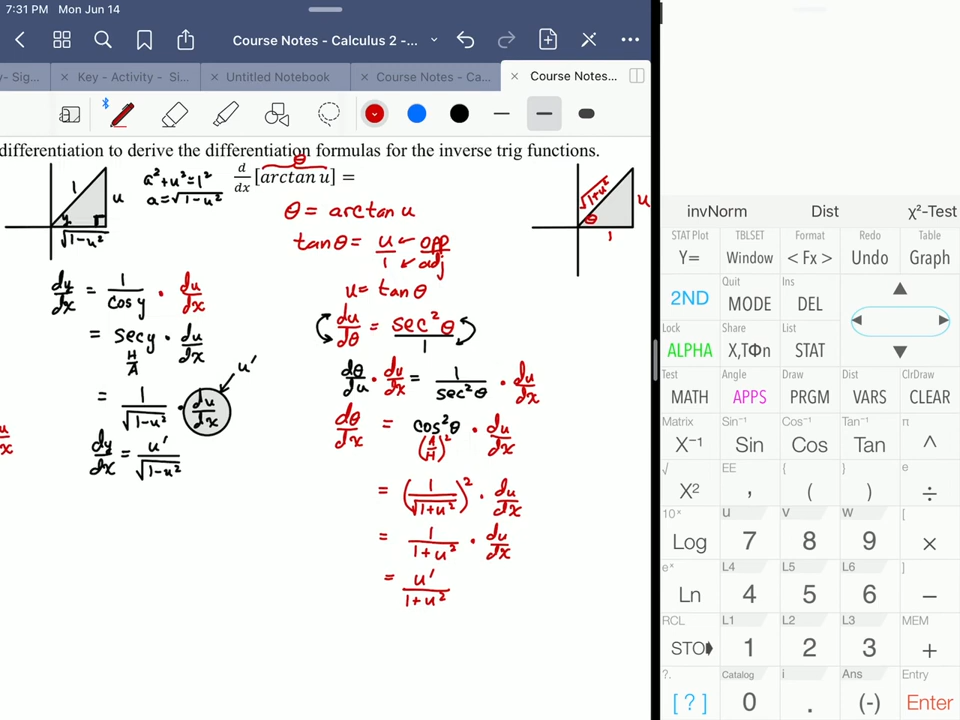 7:31 PM Mon Jun 14
Course Notes - Calculus 2 -...
y- Sig...
Key - Activity - Si...
Untitled Notebook
Course Notes - Ca...
Course Notes...
differentiation to derive the differentiation formulas for the inverse trig functions.
θ
d/dx [arctan u] =
1
u
y
√1-u²
a²+u²=1²
a=√1-u²
dy/dx = 1/cos y · du/dx
= sec y · du/dx
H/A
u'
= 1/√1-u² · du/dx
dy/dx = u'/√1-u²
θ = arctan u
tan θ = u/1 ← opp ← adj
u = tan θ
du/dθ = sec²θ/1
dθ/du · du/dx = 1/sec²θ · du/dx
dθ/dx = cos²θ · du/dx
(A/H)²
= (1/√1+u²)² · du/dx
= 1/1+u² · du/dx
= u'/1+u²
√1+u²
u
θ
1
u/x
invNorm Dist χ²-Test
STAT Plot TBLSET Format Redo Table
Y= Window < Fx > Undo Graph
Quit Ins
2ND MODE DEL
Lock Share List
ALPHA X,TΦn STAT
Test Angle Draw Dist ClrDraw
MATH APPS PRGM VARS CLEAR
Matrix Sin⁻¹ Cos⁻¹ Tan⁻¹ π
X⁻¹ Sin Cos Tan ^
√ EE { } e
X² , ( ) ÷
10ˣ u v w [
Log 7 8 9 ×
eˣ L4 L5 L6 ]
Ln 4 5 6 −
RCL L1 L2 L3 MEM
STO 1 2 3 +
?. Catalog i Ans Entry
[ ? ] 0 . (-) Enter